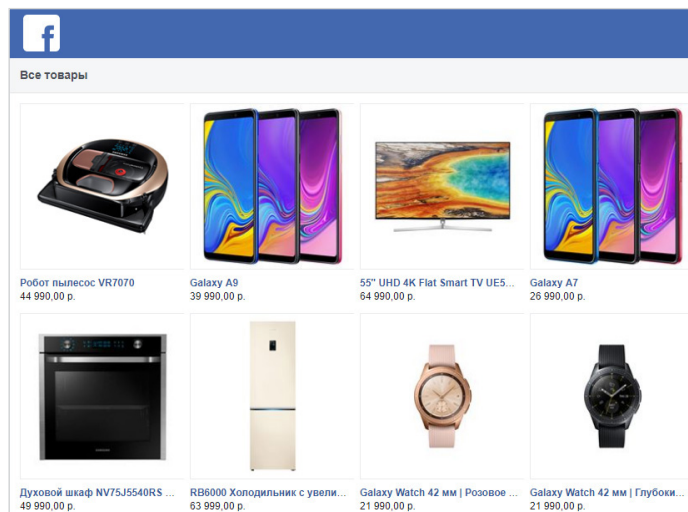 Все товары
Робот пылесос VR7070
44 990,00 р.
Galaxy A9
39 990,00 р.
55" UHD 4K Flat Smart TV UE5...
64 990,00 р.
Galaxy A7
26 990,00 р.
Духовой шкаф NV75J5540RS ...
49 990,00 р.
RB6000 Холодильник с увели...
63 999,00 р.
Galaxy Watch 42 мм | Розовое ...
21 990,00 р.
Galaxy Watch 42 мм | Глубоки...
21 990,00 р.